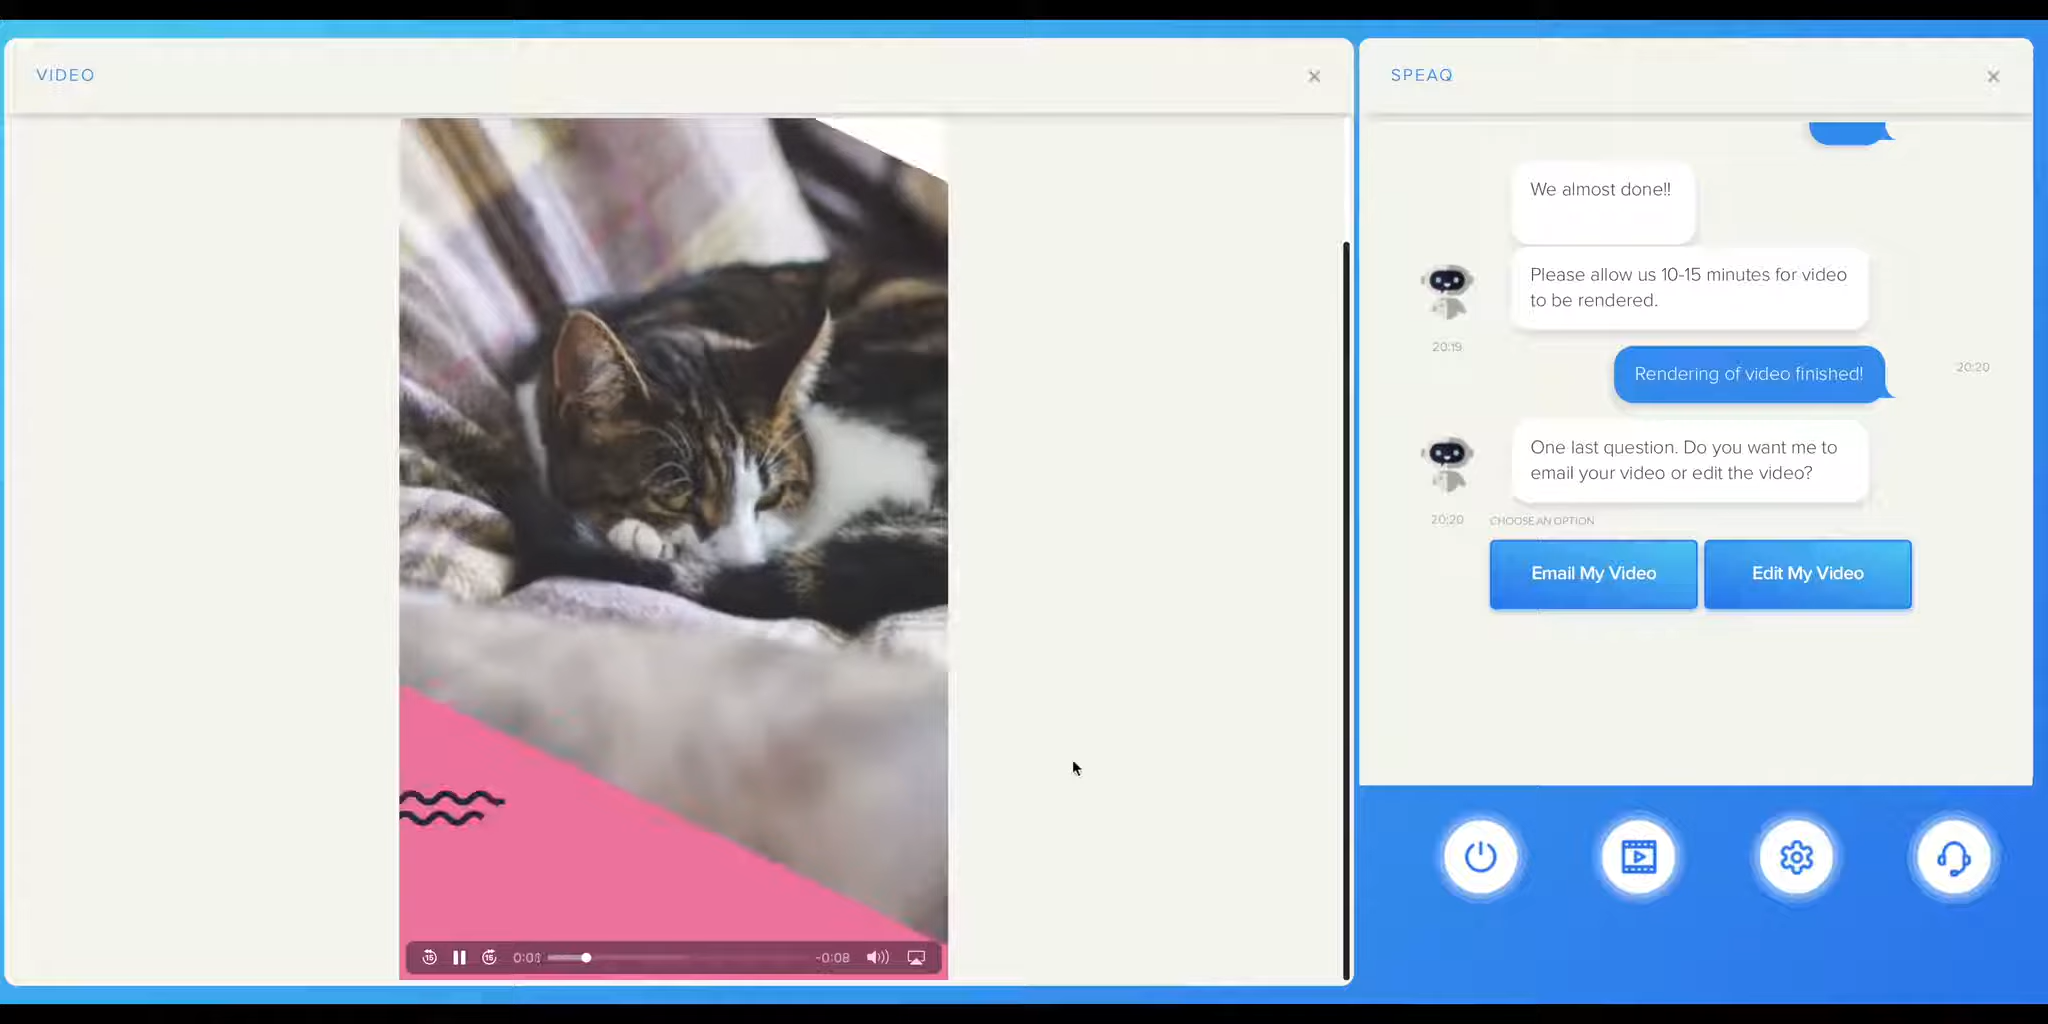 VIDEO
SPEAQ
We almost done!!
Please allow us 10-15 minutes for video
to be rendered.
20:19
Rendering of video finished!
20:20
One last question. Do you want me to
email your video or edit the video?
20:20
CHOOSE AN OPTION
Email My Video
Edit My Video
15
15
0:01
-0:08